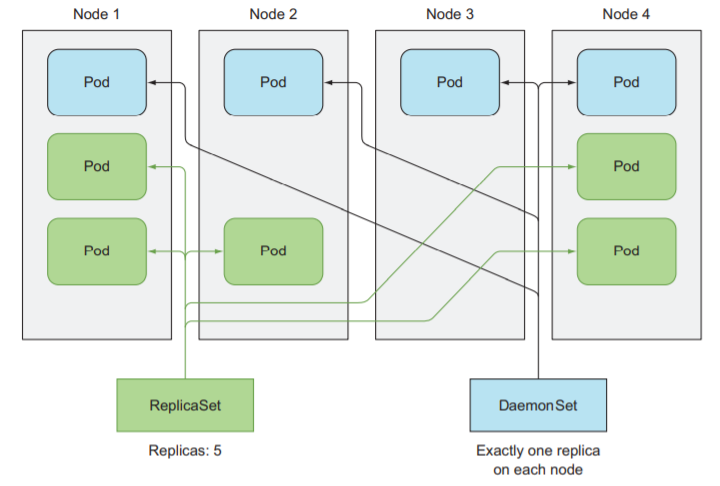 Node 1
Node 2
Node 3
Node 4
Pod
Pod
Pod
Pod
Pod
Pod
Pod
Pod
Pod
ReplicaSet
DaemonSet
Replicas: 5
Exactly one replica
on each node